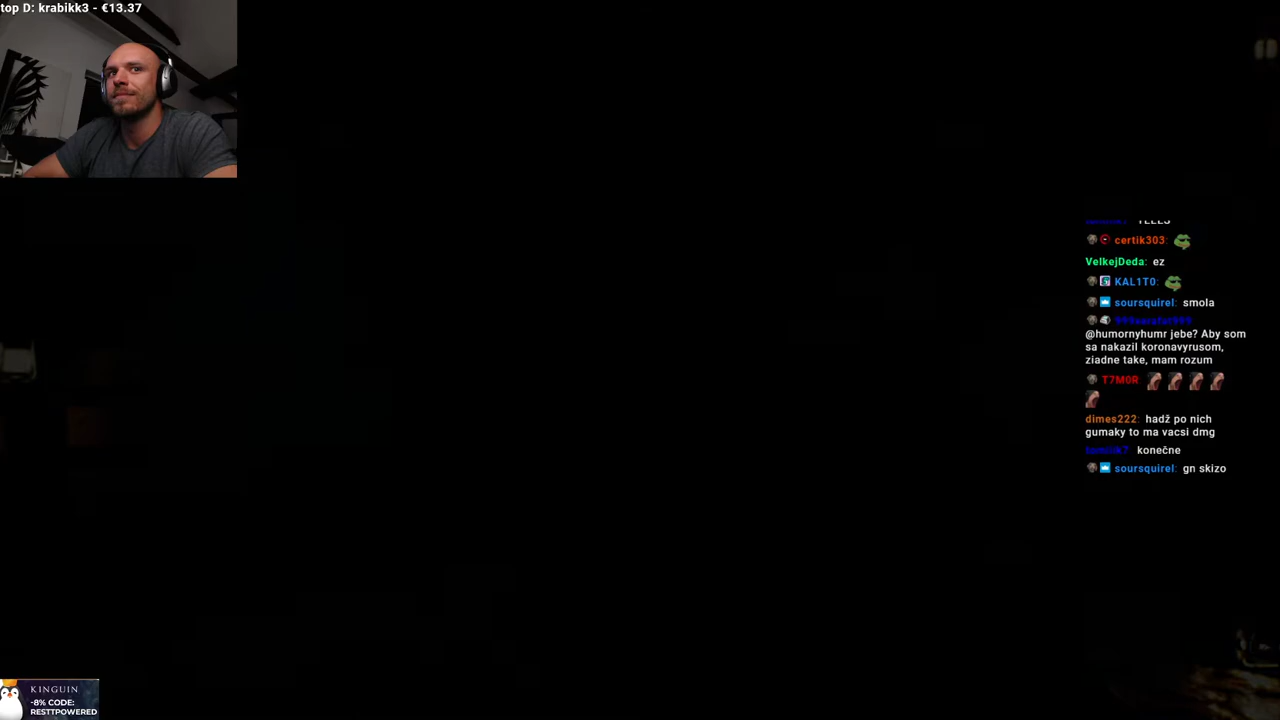 top D: krabikk3 - €13.37
certik303:
VelkejDeda: ez
KAL1T0:
soursquirel: smola
@humornyhumr jebe? Aby som
sa nakazil koronavyrusom,
ziadne take, mam rozum
T7M0R
dimes222: hadž po nich
gumaky to ma vacsi dmg
konečne
soursquirel: gn skizo
KINGUIN
-8% CODE:
RESTTPOWERED